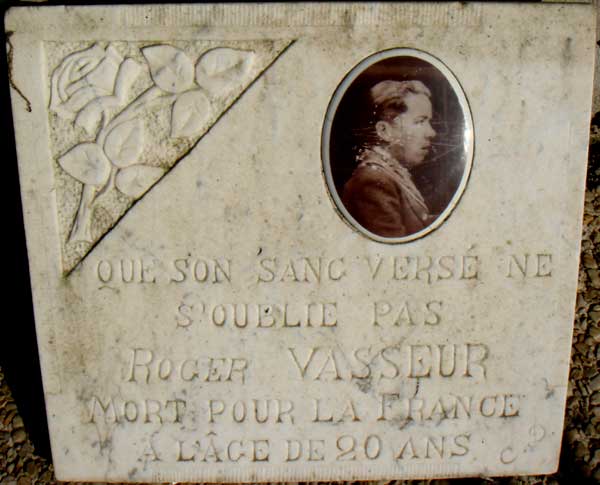 QUE SON SANG VERSÉ NE
S'OUBLIE PAS
ROGER VASSEUR
MORT POUR LA FRANCE
A L'ÂGE DE 20 ANS